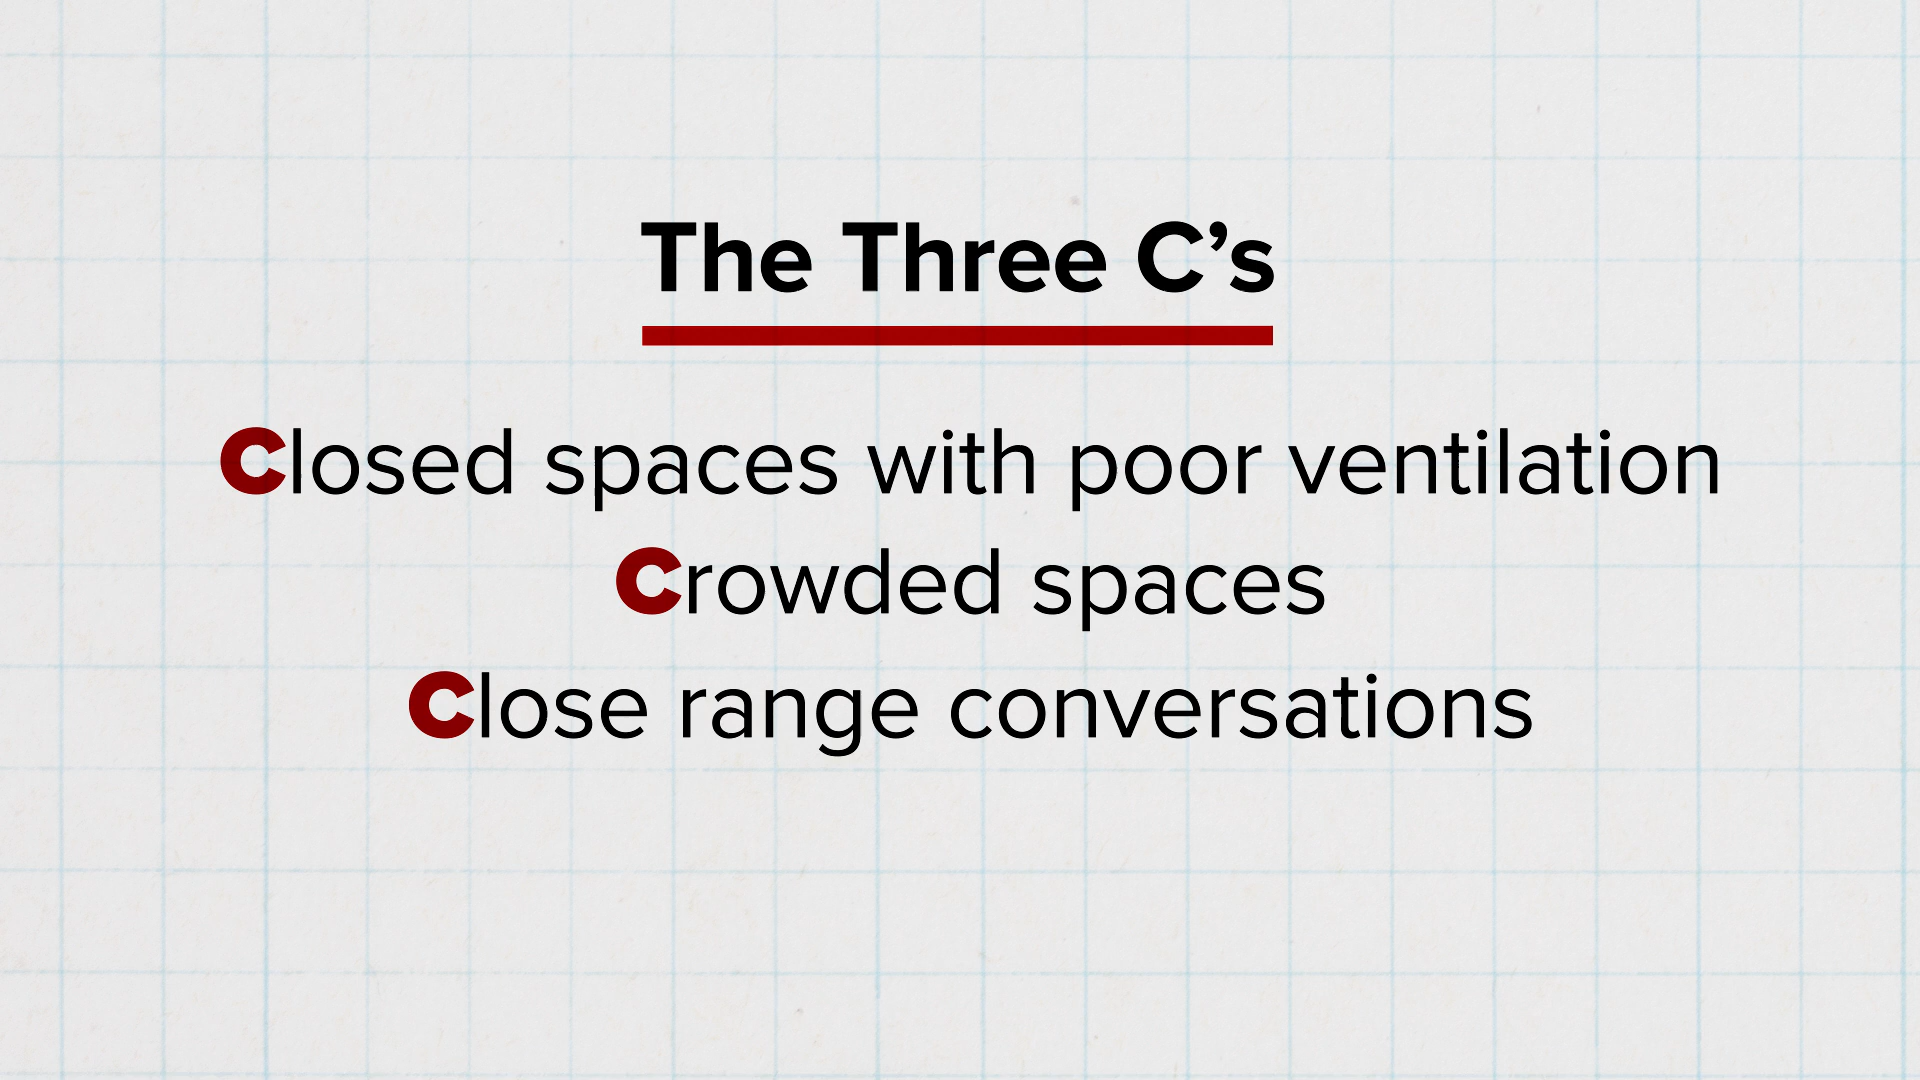 The Three C’s
Closed spaces with poor ventilation
Crowded spaces
Close range conversations